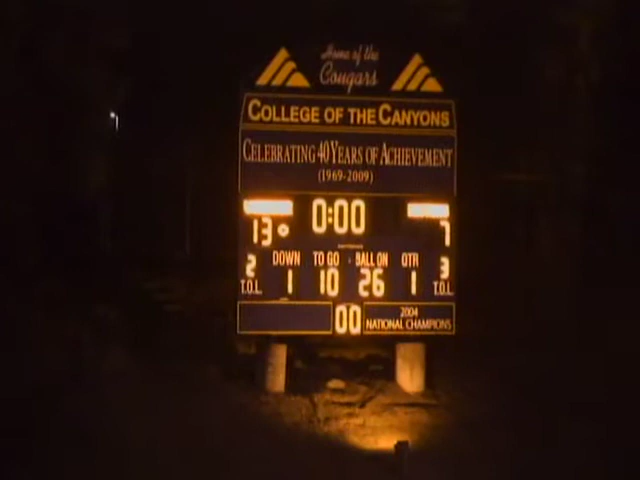 Home of the
Cougars
COLLEGE OF THE CANYONS
CELEBRATING 40 YEARS OF ACHIEVEMENT
(1969-2009)
0:00
13 7
DOWN TO GO BALL ON QTR
2 1 10 26 1 3
T.O.L. T.O.L.
00
2004
NATIONAL CHAMPIONS